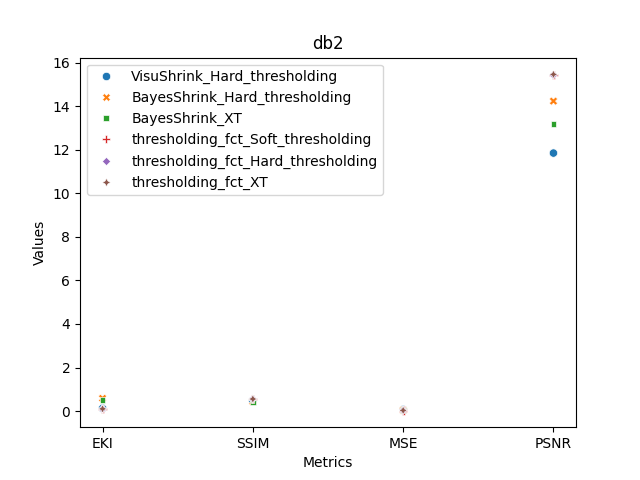 db2
16
14
12
10
8
6
4
2
0
Values
VisuShrink_Hard_thresholding
BayesShrink_Hard_thresholding
BayesShrink_XT
thresholding_fct_Soft_thresholding
thresholding_fct_Hard_thresholding
thresholding_fct_XT
EKI SSIM MSE PSNR
Metrics